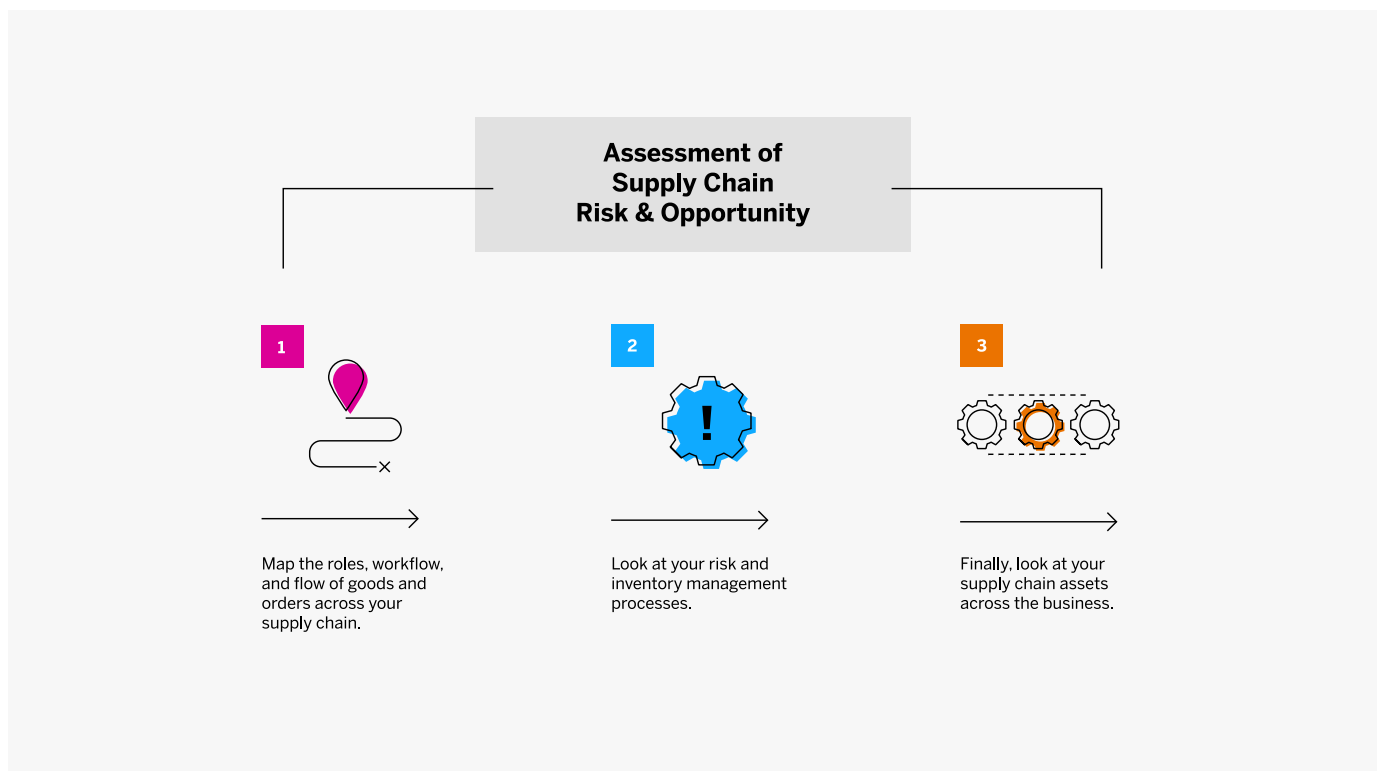 Assessment of
Supply Chain
Risk & Opportunity
1
Map the roles, workflow,
and flow of goods and
orders across your
supply chain.
2
!
Look at your risk and
inventory management
processes.
3
Finally, look at your
supply chain assets
across the business.